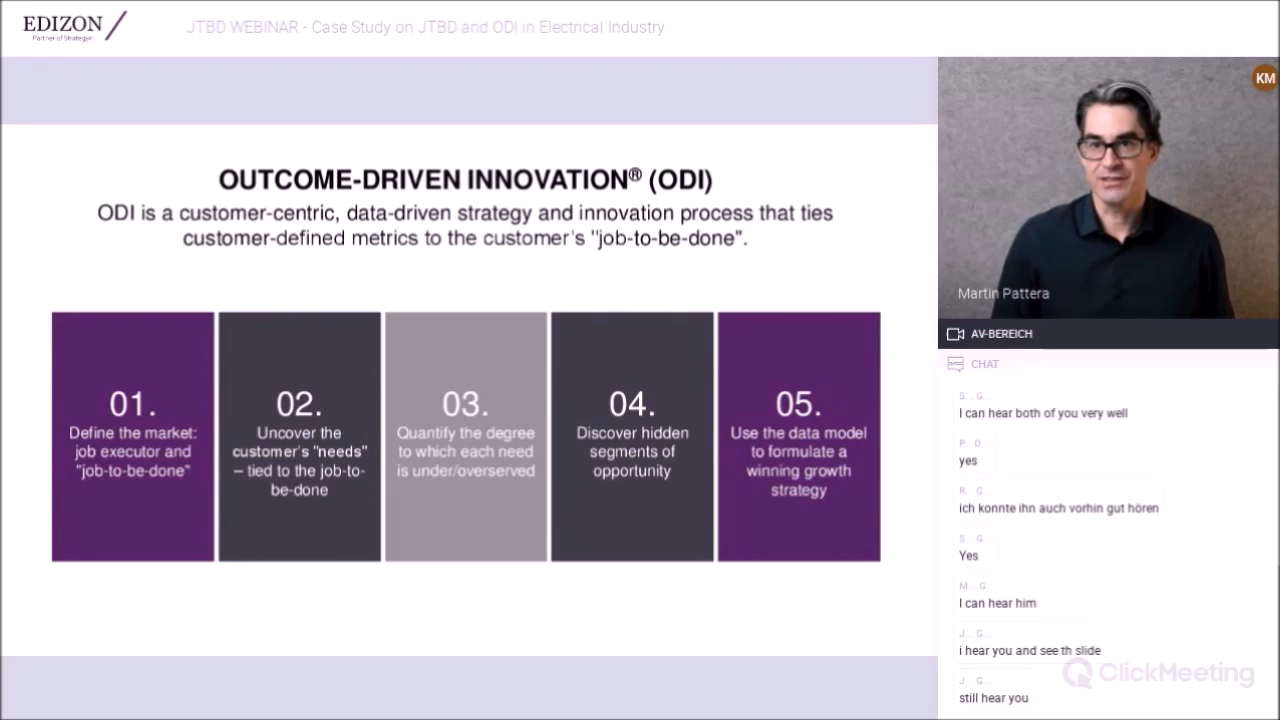 EDIZON
Partner of Strategyn
JTBD WEBINAR - Case Study on JTBD and ODI in Electrical Industry
KM
OUTCOME-DRIVEN INNOVATION® (ODI)
ODI is a customer-centric, data-driven strategy and innovation process that ties
customer-defined metrics to the customer's "job-to-be-done".
01.
Define the market:
job executor and
"job-to-be-done"
02.
Uncover the
customer's "needs"
– tied to the job-to-
be-done
03.
Quantify the degree
to which each need
is under/overserved
04.
Discover hidden
segments of
opportunity
05.
Use the data model
to formulate a
winning growth
strategy
Martin Pattera
AV-BEREICH
CHAT
S... G...
I can hear both of you very well
P... D...
yes
R... G...
ich konnte ihn auch vorhin gut hören
S... G...
Yes
M... G...
I can hear him
J... G...
i hear you and see th slide
J... G...
still hear you
ClickMeeting